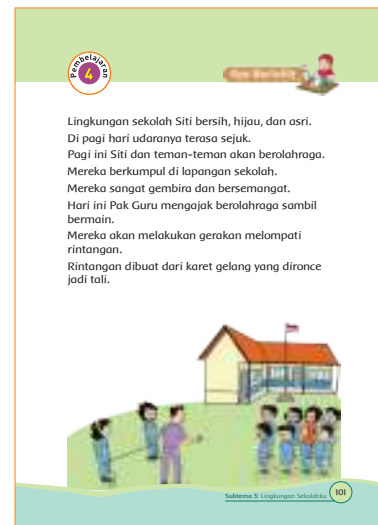 Pembelajaran
4
Ayo Berlatih
Lingkungan sekolah Siti bersih, hijau, dan asri.
Di pagi hari udaranya terasa sejuk.
Pagi ini Siti dan teman-teman akan berolahraga.
Mereka berkumpul di lapangan sekolah.
Mereka sangat gembira dan bersemangat.
Hari ini Pak Guru mengajak berolahraga sambil
bermain.
Mereka akan melakukan gerakan melompati
rintangan.
Rintangan dibuat dari karet gelang yang dironce
jadi tali.
Subtema 3: Lingkungan Sekolahku
101